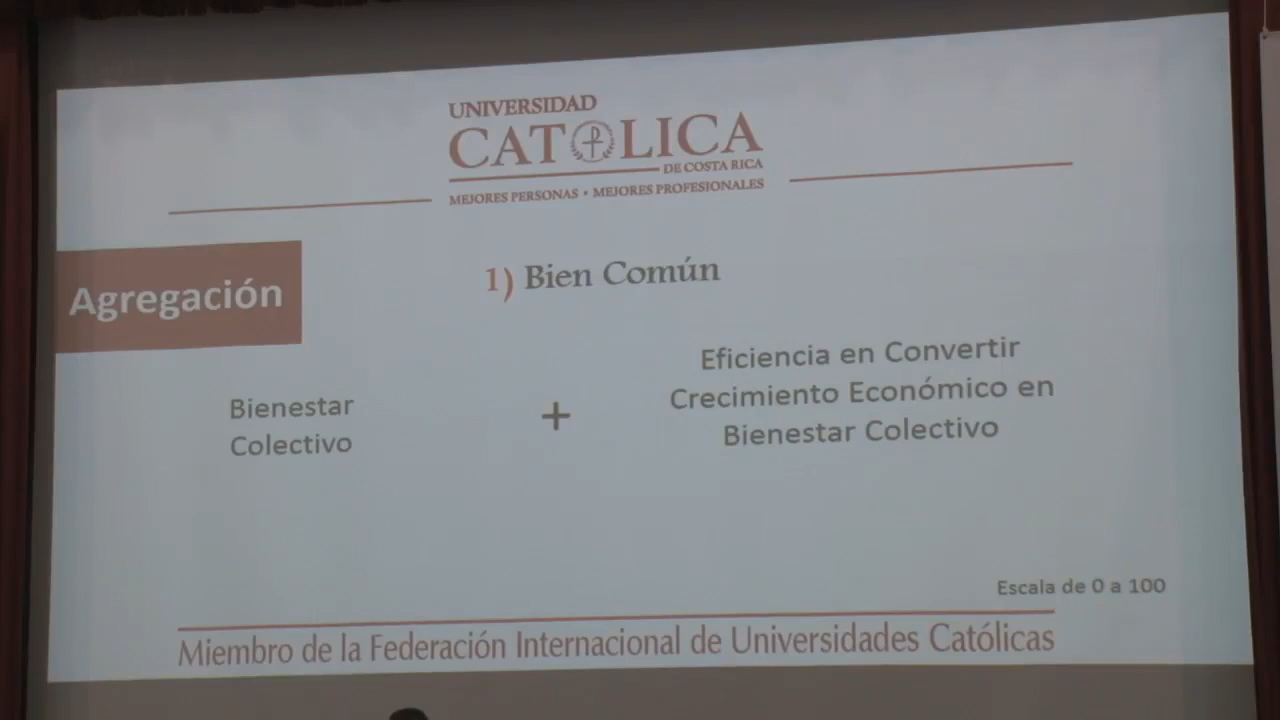 UNIVERSIDAD
CATOLICA
DE COSTA RICA
MEJORES PERSONAS • MEJORES PROFESIONALES
Agregación
1) Bien Común
Bienestar
Colectivo
+
Eficiencia en Convertir
Crecimiento Económico en
Bienestar Colectivo
Escala de 0 a 100
Miembro de la Federación Internacional de Universidades Católicas